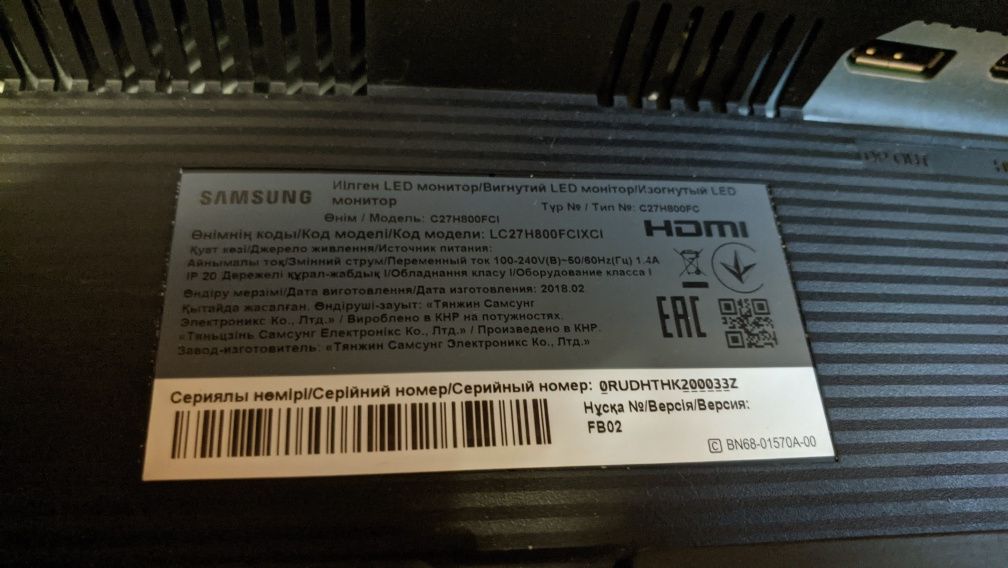 DP OUT
SAMSUNG
Иілген LED монитор/Вигнутий LED монітор/Изогнутый LED
монитор
Түр № / Тип №: C27H800FC
Өнім / Модель: C27H800FCI
Өнімнің коды/Код моделі/Код модели: LC27H800FCIXCI
HDMI
Қуат көзі/Джерело живлення/Источник питания:
Айнымалы ток/Змінний струм/Переменный ток 100-240V(В)~50/60Hz(Гц) 1.4A
IP 20 Дәрежелі құрал-жабдық I/Обладнання класу I/Оборудование класса I
Өндіру мерзімі/Дата виготовлення/Дата изготовления: 2018.02
Қытайда жасалған. Өндіруші-зауыт: «Тянжин Самсунг
Электроникс Ко., Лтд.» / Вироблено в КНР на потужностях.
«Тяньцзінь Самсунг Електронікс Ко., Лтд.» / Произведено в КНР.
Завод-изготовитель: «Тянжин Самсунг Электроникс Ко., Лтд.»
EAC
Сериялы нөмірі/Серійний номер/Серийный номер: 0RUDHTHK200033Z
Нұсқа №/Версія/Версия:
FB02
C BN68-01570A-00